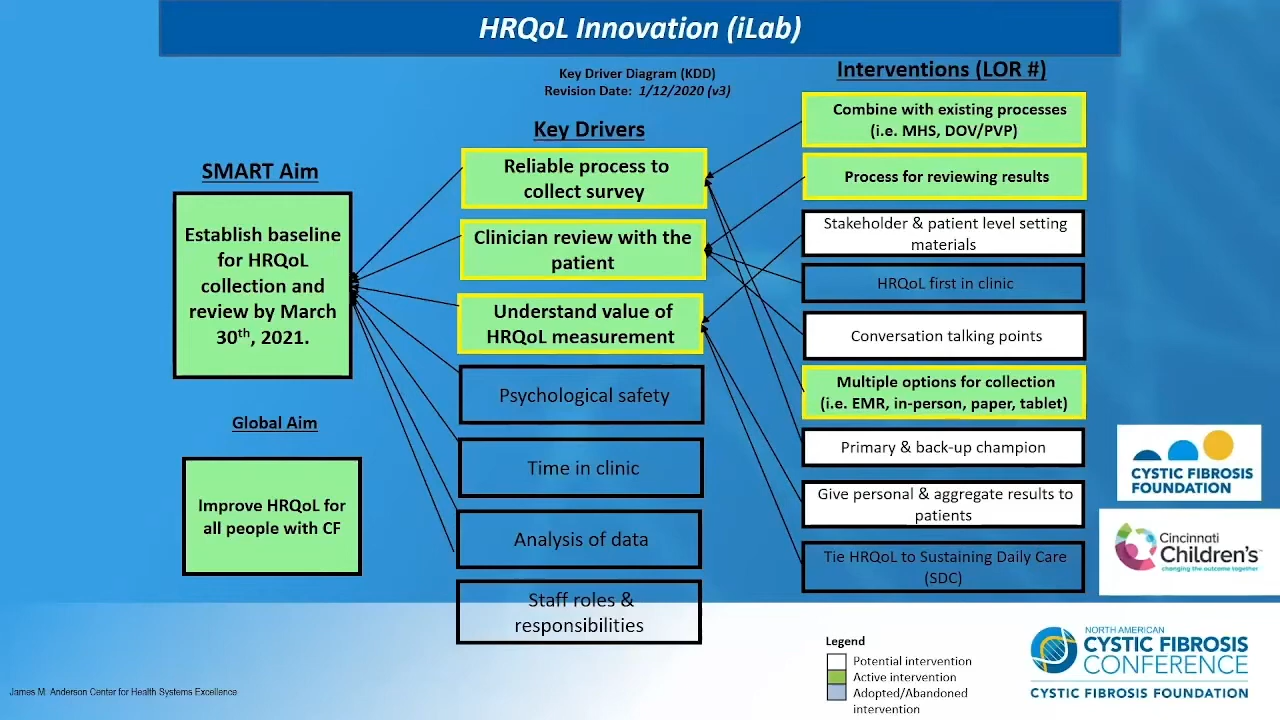 HRQoL Innovation (iLab)
Key Driver Diagram (KDD)
Revision Date: 1/12/2020 (v3)
SMART Aim
Establish baseline
for HRQoL
collection and
review by March
30th, 2021.
Global Aim
Improve HRQoL for
all people with CF
Key Drivers
Reliable process to
collect survey
Clinician review with the
patient
Understand value of
HRQoL measurement
Psychological safety
Time in clinic
Analysis of data
Staff roles &
responsibilities
Interventions (LOR #)
Combine with existing processes
(i.e. MHS, DOV/PVP)
Process for reviewing results
Stakeholder & patient level setting
materials
HRQoL first in clinic
Conversation talking points
Multiple options for collection
(i.e. EMR, in-person, paper, tablet)
Primary & back-up champion
Give personal & aggregate results to
patients
Tie HRQoL to Sustaining Daily Care
(SDC)
CYSTIC FIBROSIS
FOUNDATION
Cincinnati
Children's
changing the outcome together
Legend
Potential intervention
Active intervention
Adopted/Abandoned
intervention
NORTH AMERICAN
CYSTIC FIBROSIS
CONFERENCE
CYSTIC FIBROSIS FOUNDATION
James M. Anderson Center for Health Systems Excellence